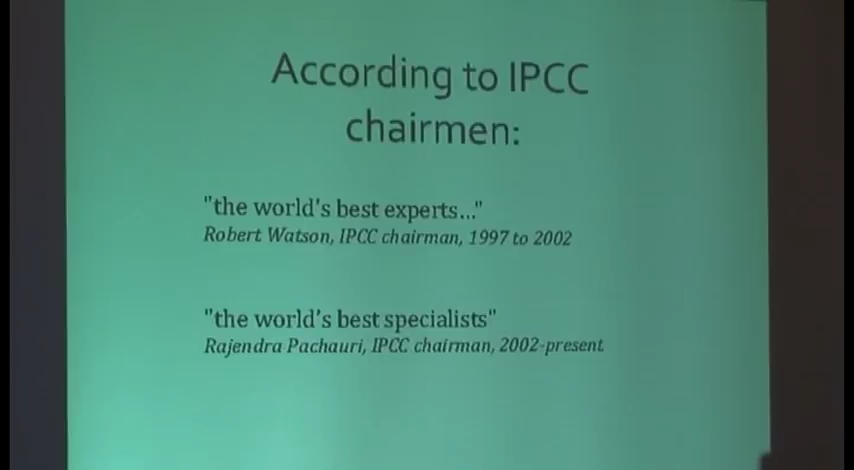 According to IPCC
chairmen:
"the world's best experts..."
Robert Watson, IPCC chairman, 1997 to 2002
"the world's best specialists"
Rajendra Pachauri, IPCC chairman, 2002-present